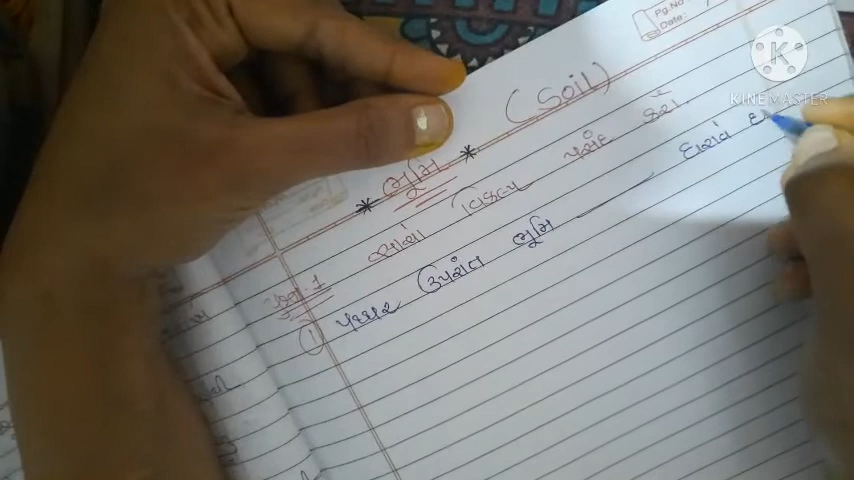 Pg.No
Date:
(Soil)
* ભૂમિ *
પ્રશ્ન-1 સાચો વિકલ્પ પસંદ કરો.
① પથ્થર ઉપરાંત ભૂમિ ______ ધરાવે છ
KINEMASTER